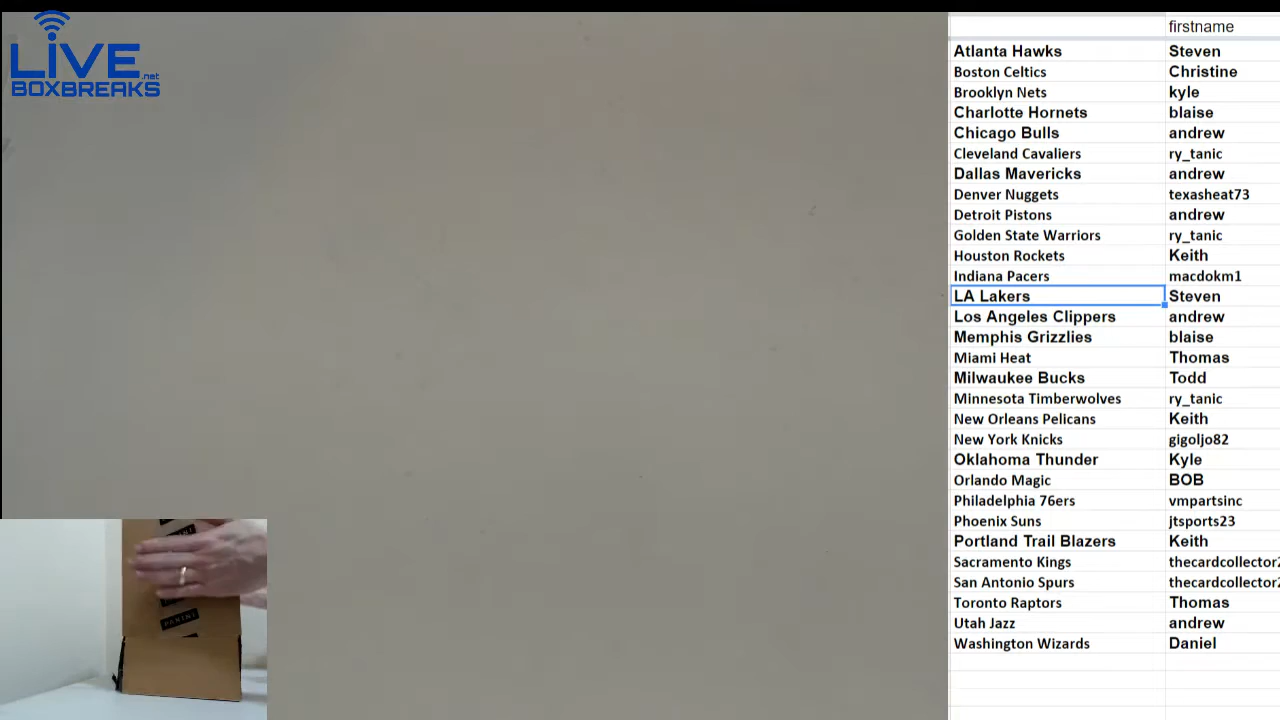 LIVE.net
BOXBREAKS
firstname
Atlanta Hawks Steven
Boston Celtics Christine
Brooklyn Nets kyle
Charlotte Hornets blaise
Chicago Bulls andrew
Cleveland Cavaliers ry_tanic
Dallas Mavericks andrew
Denver Nuggets texasheat73
Detroit Pistons andrew
Golden State Warriors ry_tanic
Houston Rockets Keith
Indiana Pacers macdokm1
LA Lakers Steven
Los Angeles Clippers andrew
Memphis Grizzlies blaise
Miami Heat Thomas
Milwaukee Bucks Todd
Minnesota Timberwolves ry_tanic
New Orleans Pelicans Keith
New York Knicks gigoljo82
Oklahoma Thunder Kyle
Orlando Magic BOB
Philadelphia 76ers vmpartsinc
Phoenix Suns jtsports23
Portland Trail Blazers Keith
Sacramento Kings thecardcollector2
San Antonio Spurs thecardcollector2
Toronto Raptors Thomas
Utah Jazz andrew
Washington Wizards Daniel
PANINI
PANINI